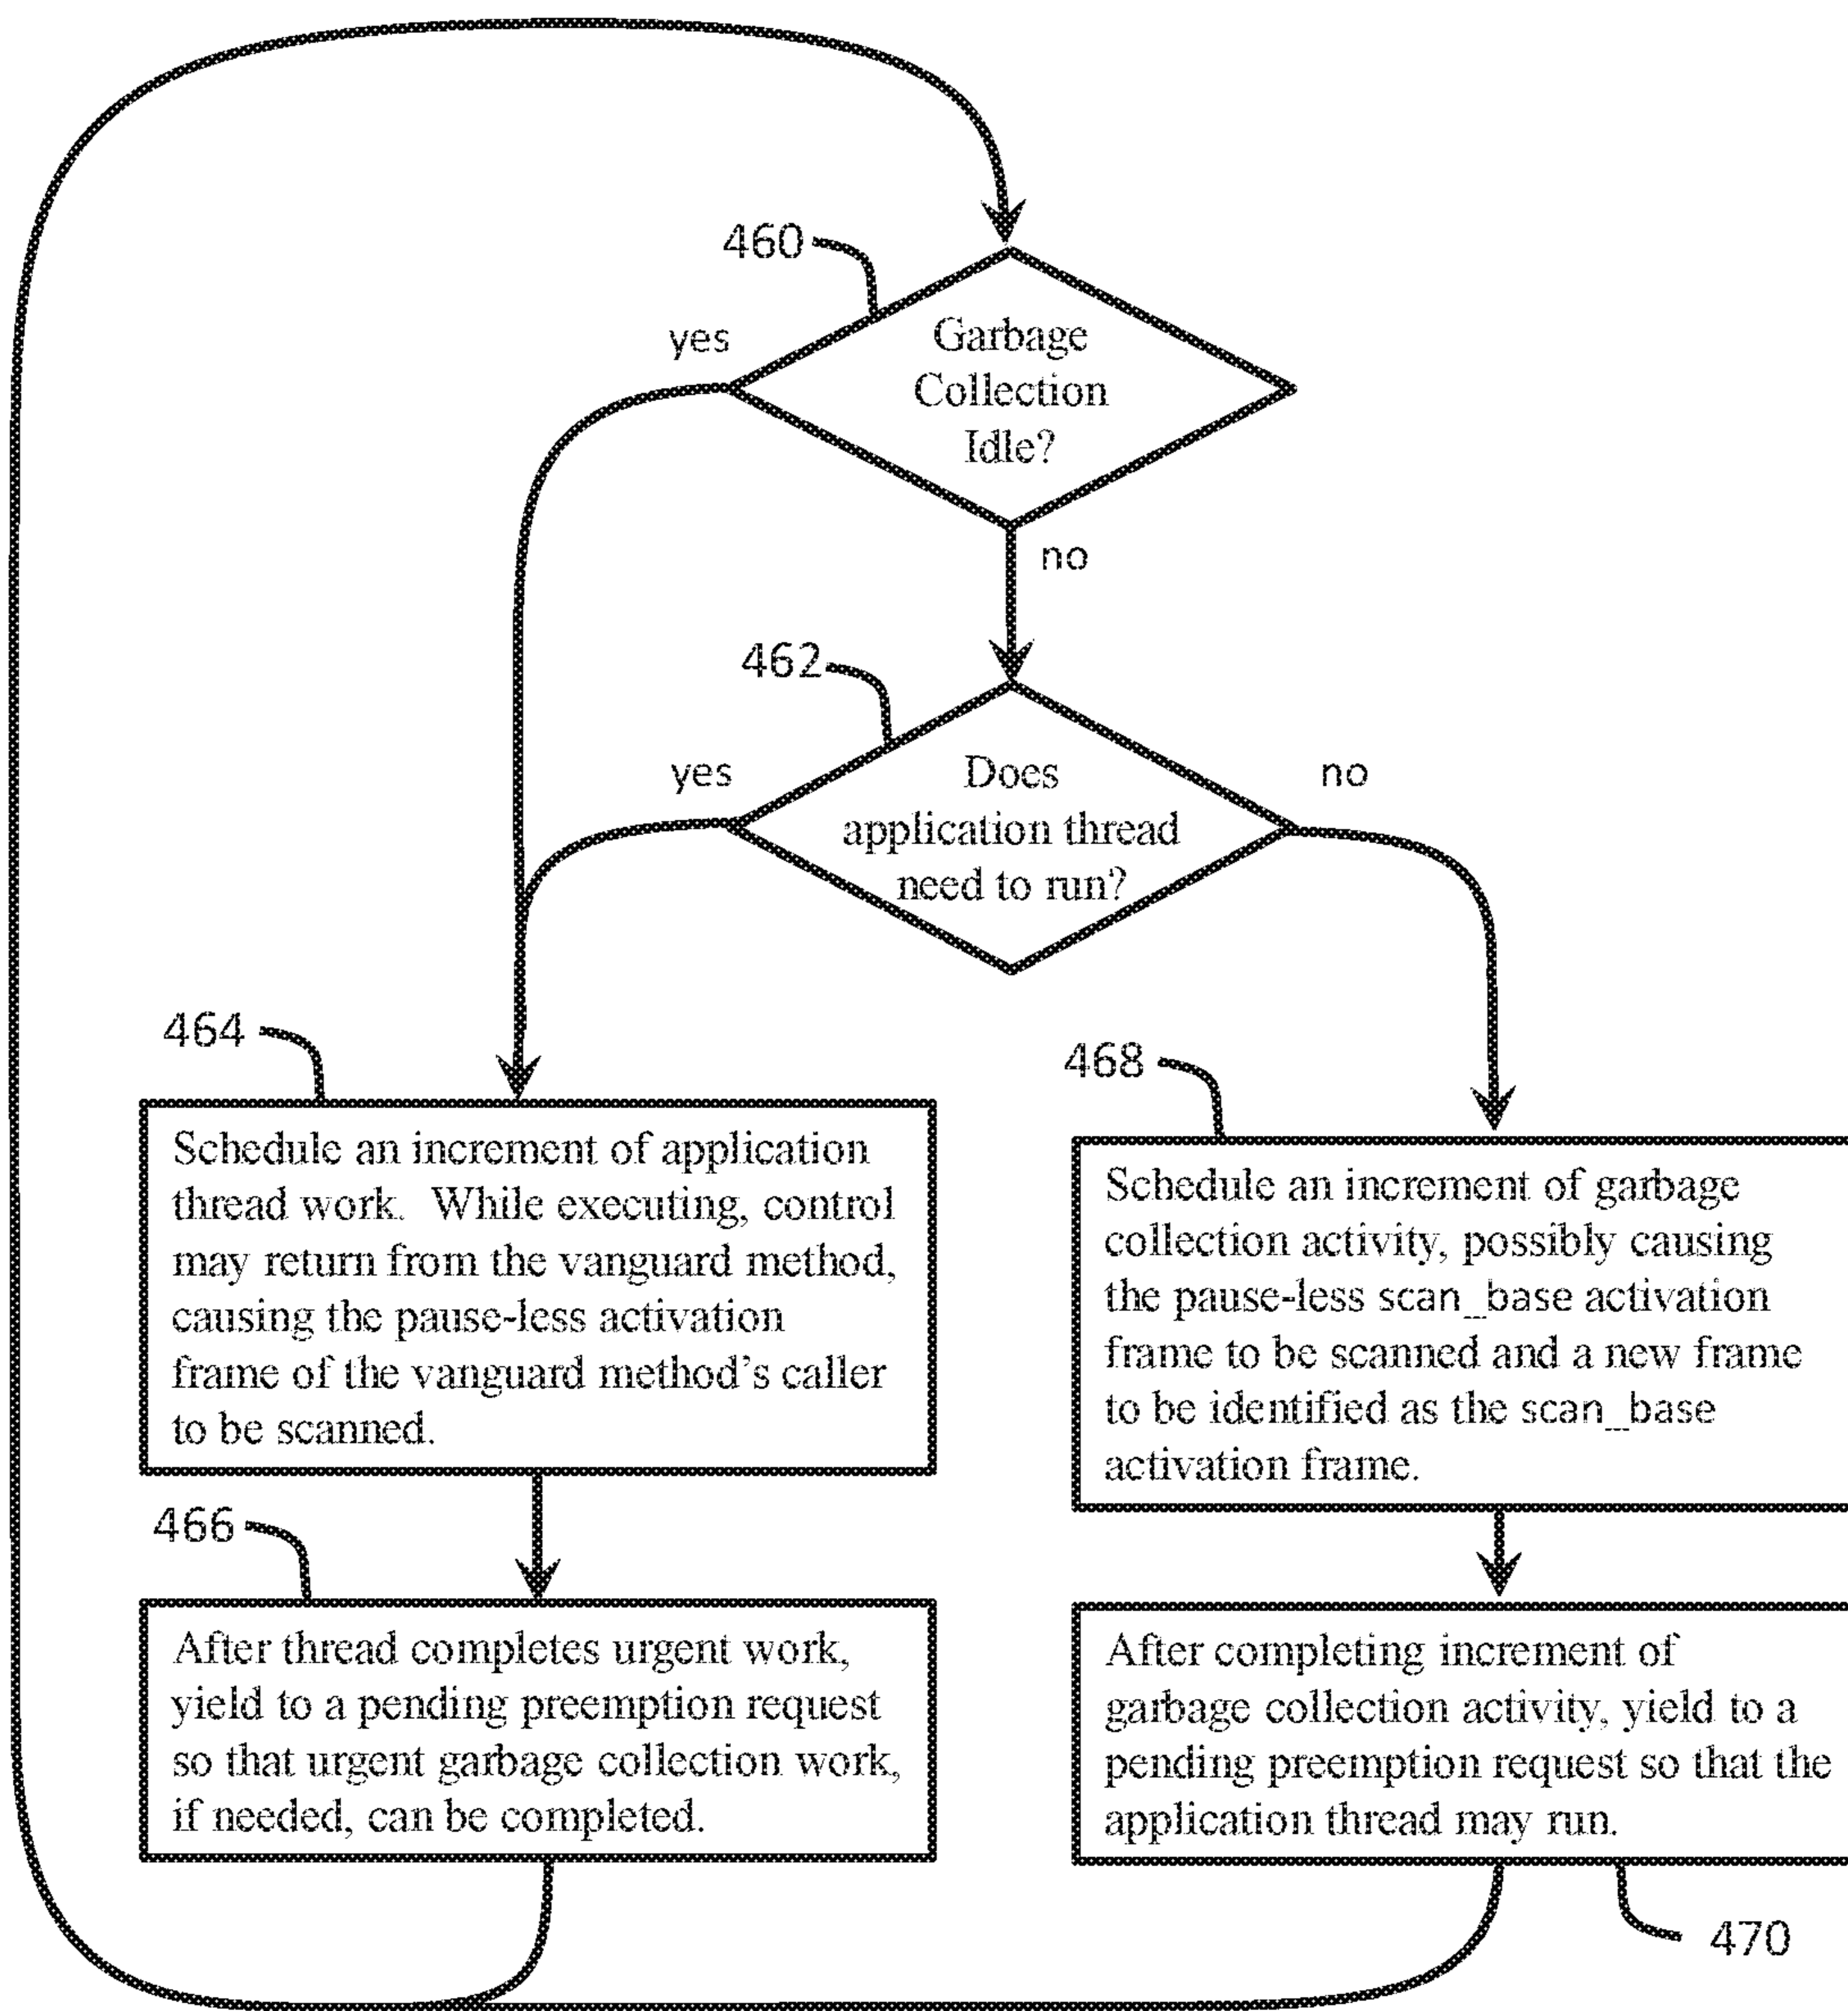 460
yes
Garbage
Collection
Idle?
no
462
yes
Does
application thread
need to run?
no
464
Schedule an increment of application
thread work. While executing, control
may return from the vanguard method,
causing the pause-less activation
frame of the vanguard method's caller
to be scanned.
468
Schedule an increment of garbage
collection activity, possibly causing
the pause-less scan_base activation
frame to be scanned and a new frame
to be identified as the scan_base
activation frame.
466
After thread completes urgent work,
yield to a pending preemption request
so that urgent garbage collection work,
if needed, can be completed.
After completing increment of
garbage collection activity, yield to a
pending preemption request so that the
application thread may run.
470